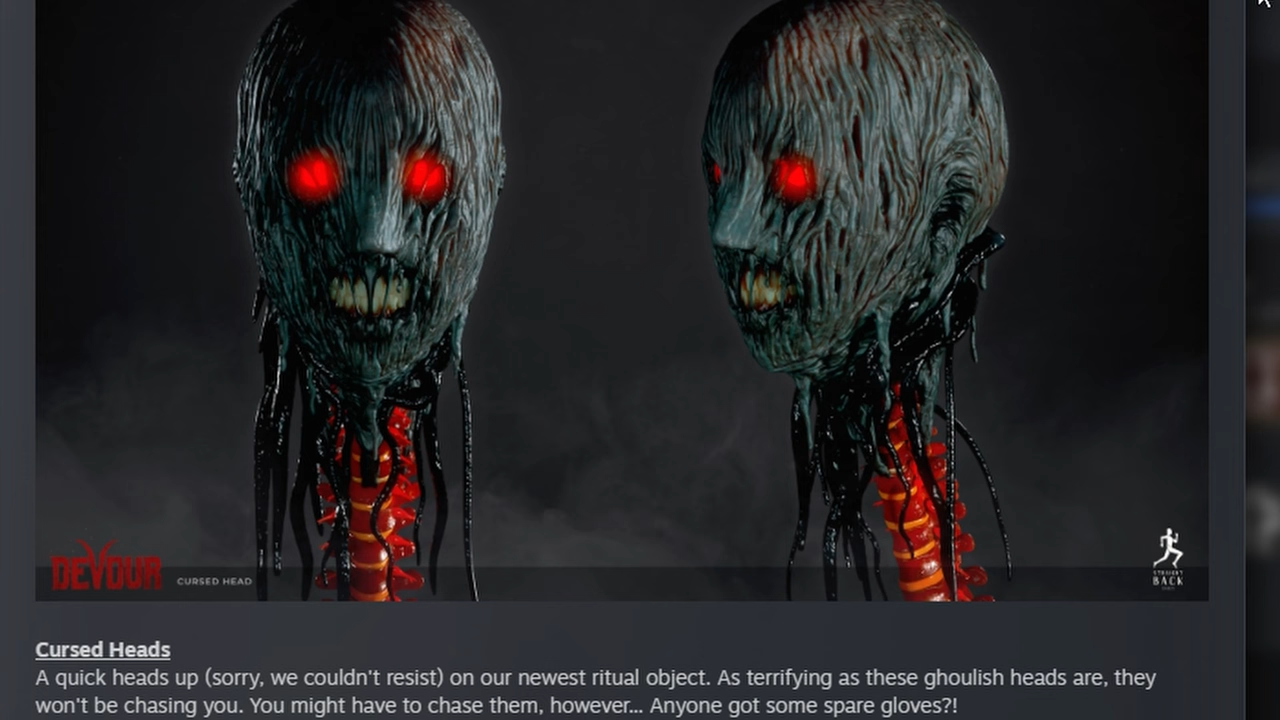 DEVOUR
CURSED HEAD
STRAIGHT
BACK
Cursed Heads
A quick heads up (sorry, we couldn't resist) on our newest ritual object. As terrifying as these ghoulish heads are, they
won't be chasing you. You might have to chase them, however... Anyone got some spare gloves?!